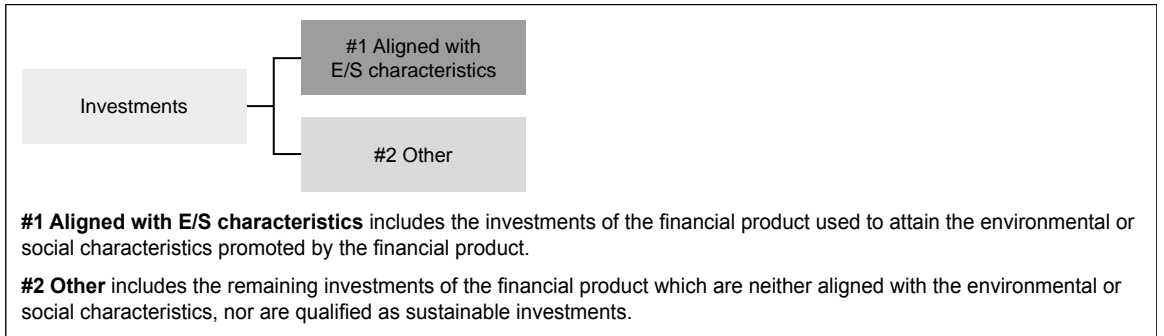 #1 Aligned with
E/S characteristics
Investments
#2 Other
#1 Aligned with E/S characteristics includes the investments of the financial product used to attain the environmental or
social characteristics promoted by the financial product.
#2 Other includes the remaining investments of the financial product which are neither aligned with the environmental or
social characteristics, nor are qualified as sustainable investments.